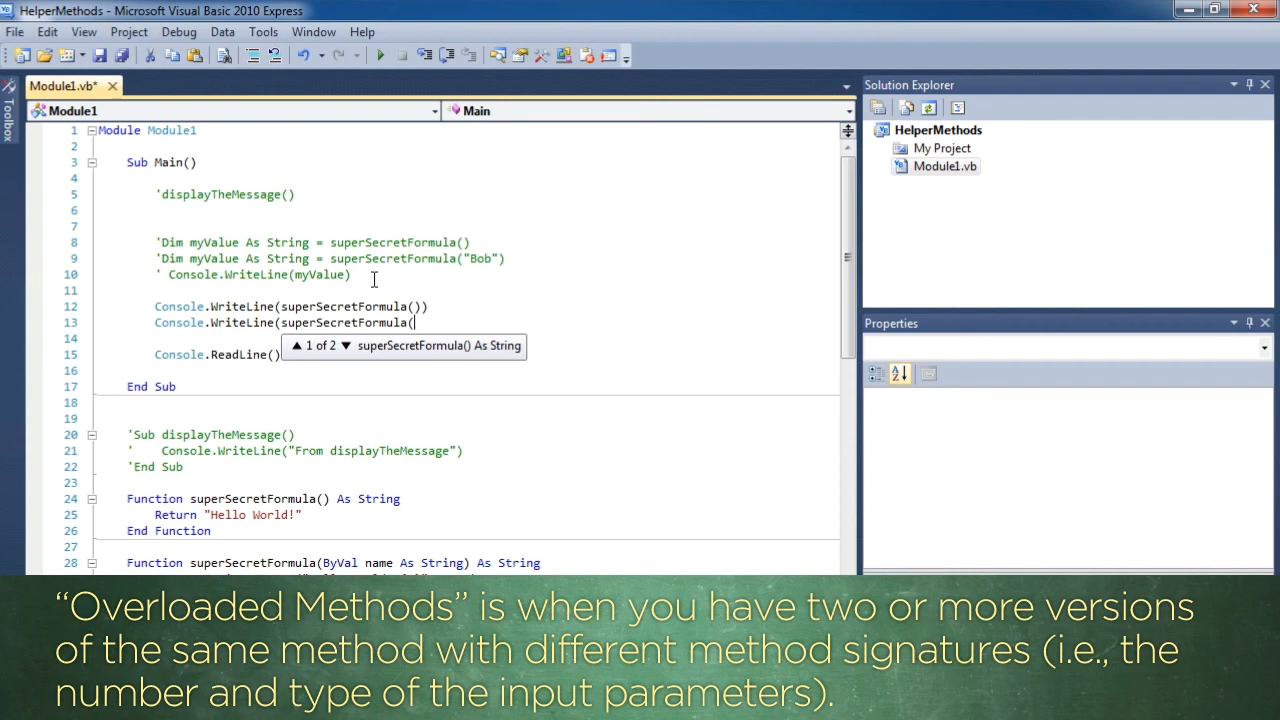 HelperMethods - Microsoft Visual Basic 2010 Express
File Edit View Project Debug Data Tools Window Help
Module1.vb*
Toolbox
Module1
Main
1 Module Module1
2
3 Sub Main()
4
5 'displayTheMessage()
6
7
8 'Dim myValue As String = superSecretFormula()
9 'Dim myValue As String = superSecretFormula("Bob")
10 ' Console.WriteLine(myValue)
11
12 Console.WriteLine(superSecretFormula())
13 Console.WriteLine(superSecretFormula(
14
1 of 2 superSecretFormula() As String
15 Console.ReadLine()
16
17 End Sub
18
19
20 'Sub displayTheMessage()
21 ' Console.WriteLine("From displayTheMessage")
22 'End Sub
23
24 Function superSecretFormula() As String
25 Return "Hello World!"
26 End Function
27
28 Function superSecretFormula(ByVal name As String) As String
Solution Explorer
HelperMethods
My Project
Module1.vb
Properties
“Overloaded Methods” is when you have two or more versions
of the same method with different method signatures (i.e., the
number and type of the input parameters).